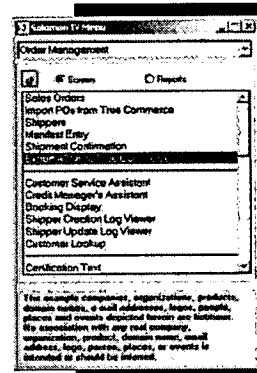 Solomon IV Menu
Order Management
Screen Reports
Sales Orders
Import POs from True Commerce
Shippers
Manifest Entry
Shipment Confirmation
Customer Service Assistant
Credit Manager's Assistant
Booking Display
Shipper Creation Log Viewer
Shipper Update Log Viewer
Customer Lookup
Certification Text
The example companies, organizations, products,
domain names, e mail addresses, logos, people,
places and events depicted herein are fictitious.
No association with any real company,
organization, product, domain name, email
address, logo, person, places, or events is
intended or should be inferred.